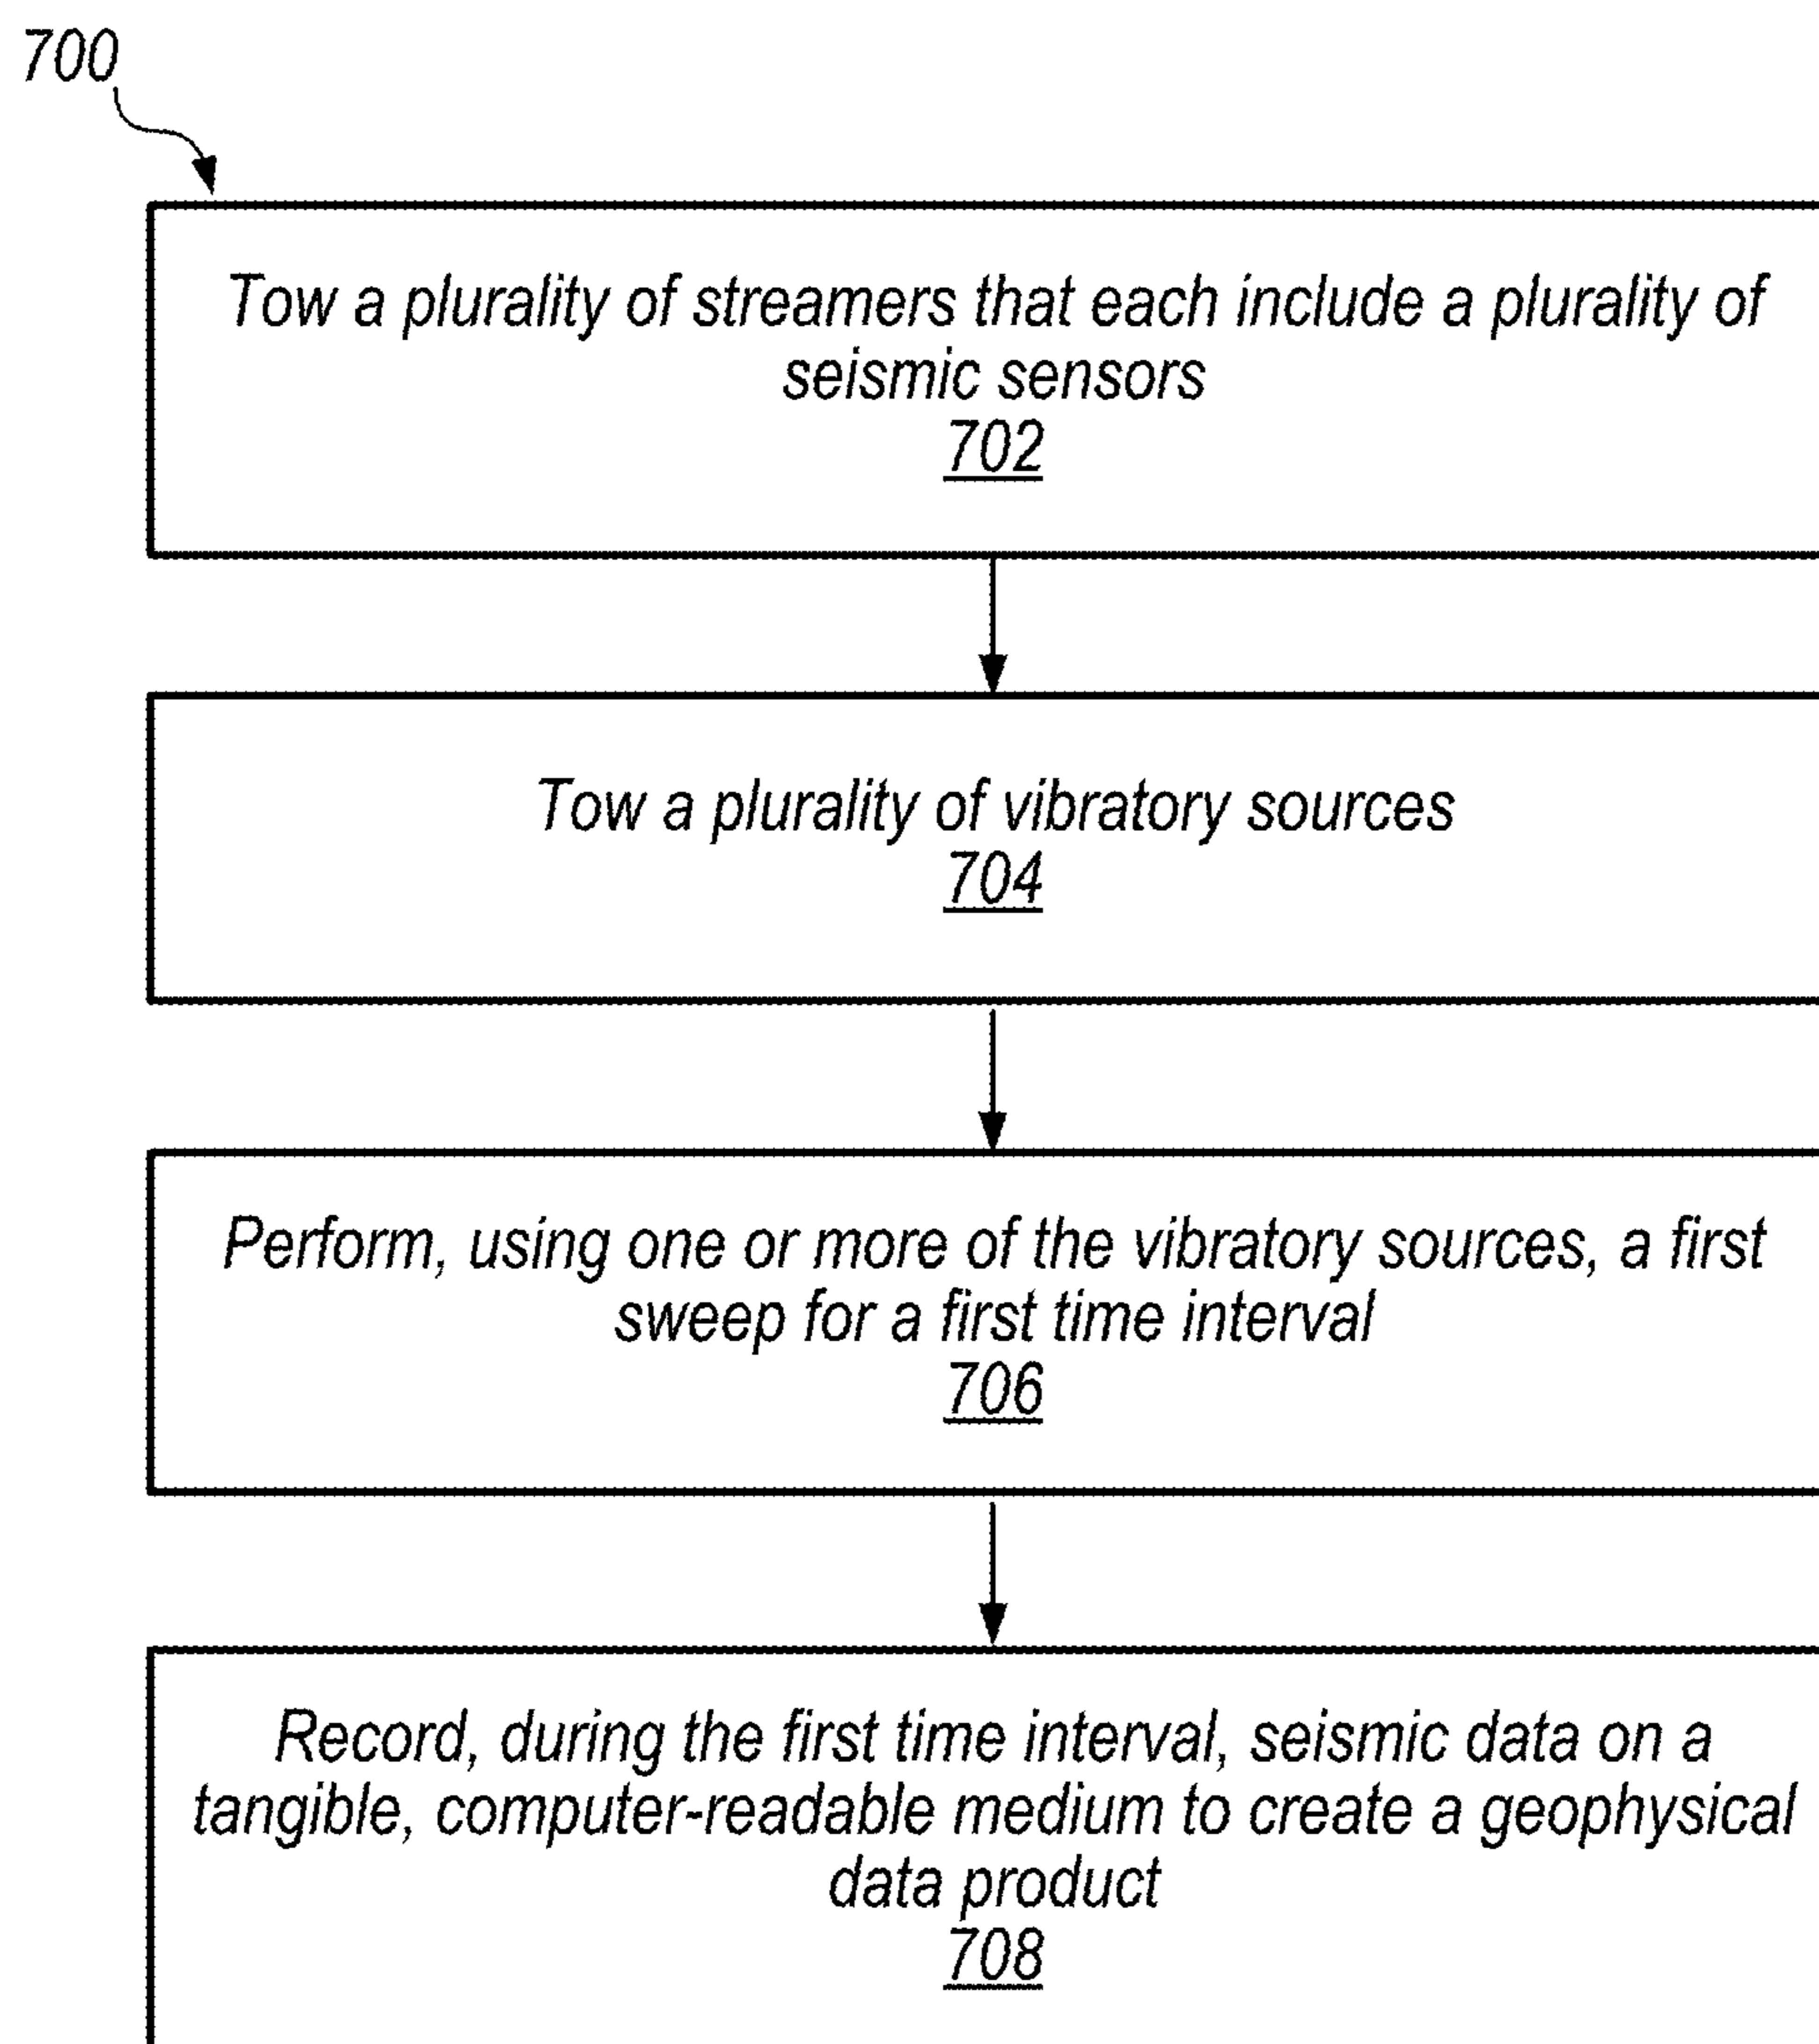 700
Tow a plurality of streamers that each include a plurality of
seismic sensors
702
Tow a plurality of vibratory sources
704
Perform, using one or more of the vibratory sources, a first
sweep for a first time interval
706
Record, during the first time interval, seismic data on a
tangible, computer-readable medium to create a geophysical
data product
708